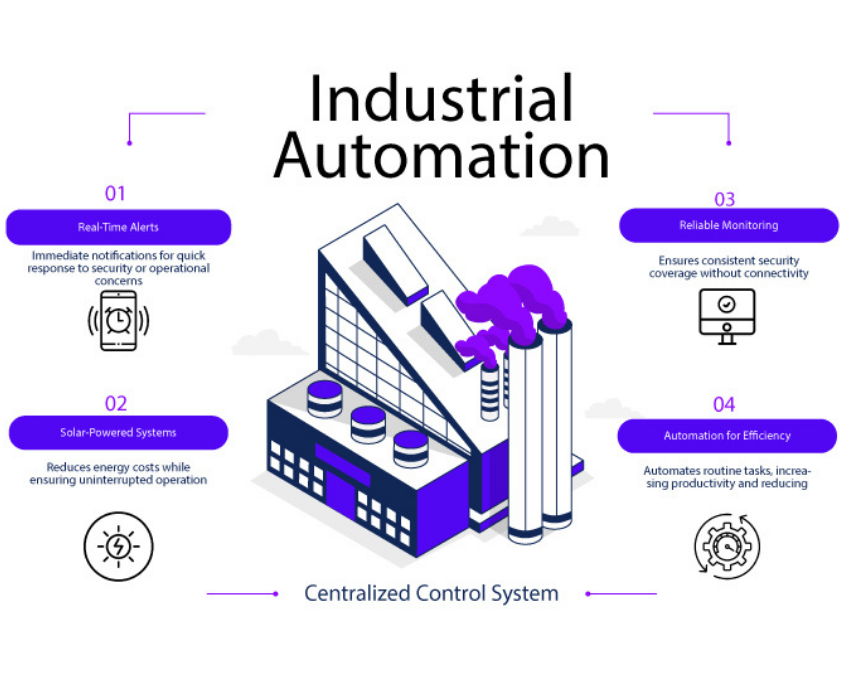 Industrial
Automation
01
Real-Time Alerts
Immediate notifications for quick
response to security or operational
concerns
02
Solar-Powered Systems
Reduces energy costs while
ensuring uninterrupted operation
03
Reliable Monitoring
Ensures consistent security
coverage without connectivity
04
Automation for Efficiency
Automates routine tasks, increa-
sing productivity and reducing
Centralized Control System